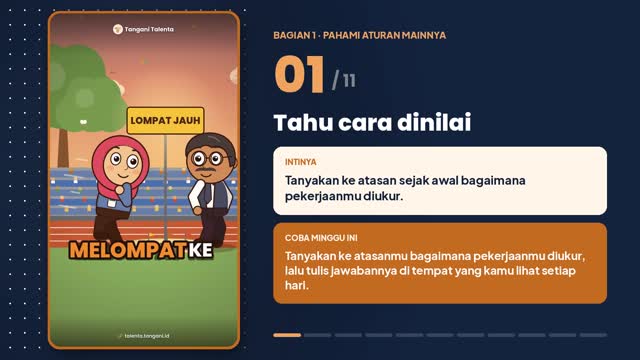 Tangani Talenta
LOMPAT JAUH
MELOMPAT KE
talenta.tangani.id
BAGIAN 1 · PAHAMI ATURAN MAINNYA
01 / 11
Tahu cara dinilai
INTINYA
Tanyakan ke atasan sejak awal bagaimana
pekerjaanmu diukur.
COBA MINGGU INI
Tanyakan ke atasanmu bagaimana pekerjaanmu diukur,
lalu tulis jawabannya di tempat yang kamu lihat setiap
hari.